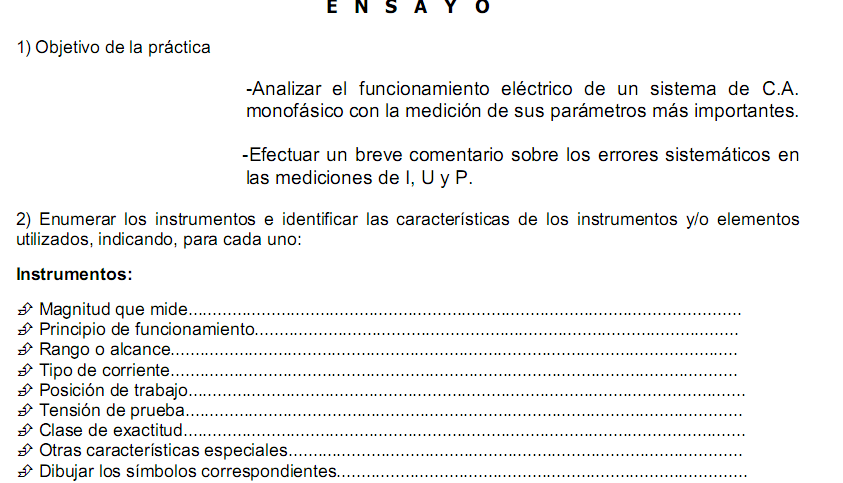 E N S A Y O
1) Objetivo de la práctica
-Analizar el funcionamiento eléctrico de un sistema de C.A.
monofásico con la medición de sus parámetros más importantes.
-Efectuar un breve comentario sobre los errores sistemáticos en
las mediciones de I, U y P.
2) Enumerar los instrumentos e identificar las características de los instrumentos y/o elementos
utilizados, indicando, para cada uno:
Instrumentos:
Magnitud que mide......................................................................................................................
Principio de funcionamiento.......................................................................................................
Rango o alcance.........................................................................................................................
Tipo de corriente.........................................................................................................................
Posición de trabajo......................................................................................................................
Tensión de prueba......................................................................................................................
Clase de exactitud.......................................................................................................................
Otras características especiales.................................................................................................
Dibujar los símbolos correspondientes.......................................................................................